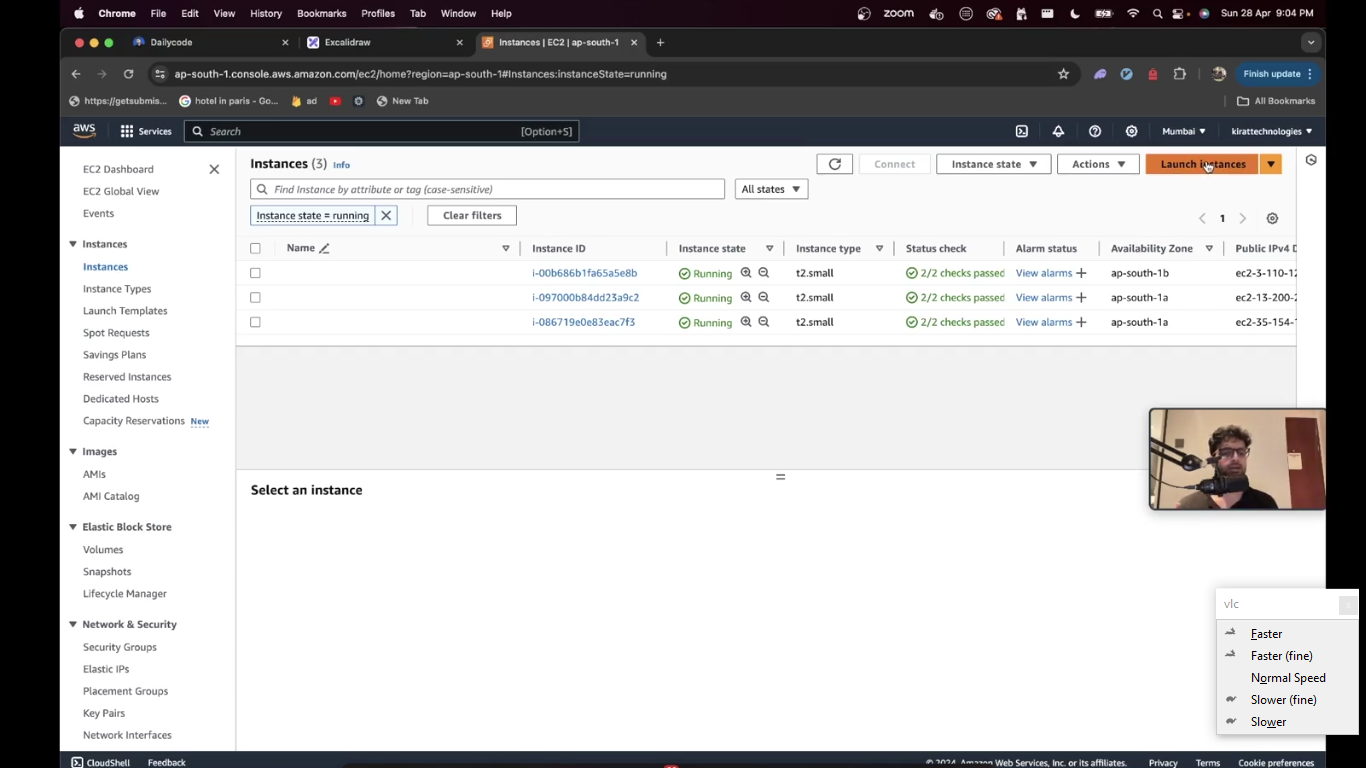 Chrome File Edit View History Bookmarks Profiles Tab Window Help zoom Sun 28 Apr 9:04 PM
Dailycode Excalidraw Instances | EC2 | ap-south-1
ap-south-1.console.aws.amazon.com/ec2/home?region=ap-south-1#Instances:instanceState=running Finish update
https://getsubmis... hotel in paris - Go... ad New Tab All Bookmarks
aws Services Search [Option+S] Mumbai kirattechnologies
EC2 Dashboard
EC2 Global View
Events
Instances
Instances
Instance Types
Launch Templates
Spot Requests
Savings Plans
Reserved Instances
Dedicated Hosts
Capacity Reservations New
Images
AMIs
AMI Catalog
Elastic Block Store
Volumes
Snapshots
Lifecycle Manager
Network & Security
Security Groups
Elastic IPs
Placement Groups
Key Pairs
Network Interfaces
Instances (3) Info Connect Instance state Actions Launch instances
Find Instance by attribute or tag (case-sensitive) All states
Instance state = running Clear filters 1
Name Instance ID Instance state Instance type Status check Alarm status Availability Zone Public IPv4 D
i-00b686b1fa65a5e8b Running t2.small 2/2 checks passed View alarms + ap-south-1b ec2-3-110-12
i-097000b84dd23a9c2 Running t2.small 2/2 checks passed View alarms + ap-south-1a ec2-13-200-2
i-086719e0e83eac7f3 Running t2.small 2/2 checks passed View alarms + ap-south-1a ec2-35-154-1
Select an instance
vlc
Faster
Faster (fine)
Normal Speed
Slower (fine)
Slower
CloudShell Feedback © 2024, Amazon Web Services, Inc. or its affiliates. Privacy Terms Cookie preferences